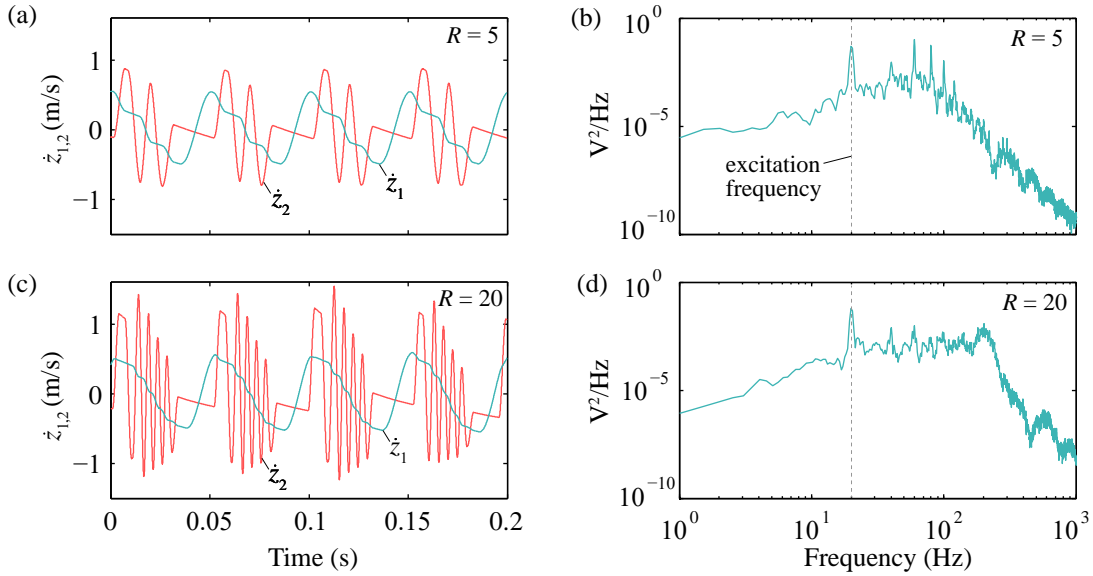 (a)
R = 5
1
0
−1
ż1,2 (m/s)
ż2
ż1
(b)
R = 5
10^0
10^−5
10^−10
V^2/Hz
excitation
frequency
(c)
R = 20
1
0
−1
ż1,2 (m/s)
ż2
ż1
0
0.05
0.1
0.15
0.2
Time (s)
(d)
R = 20
10^0
10^−5
10^−10
V^2/Hz
10^0
10^1
10^2
10^3
Frequency (Hz)